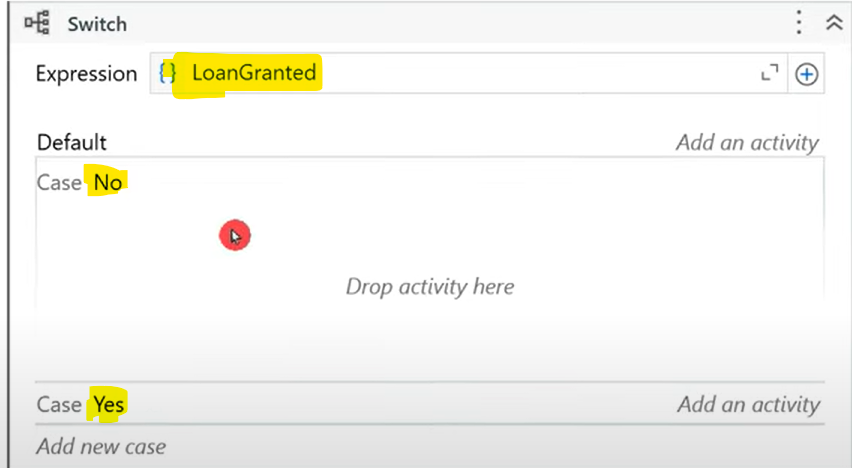 Switch
Expression {} LoanGranted
Default Add an activity
Case No
Drop activity here
Case Yes Add an activity
Add new case